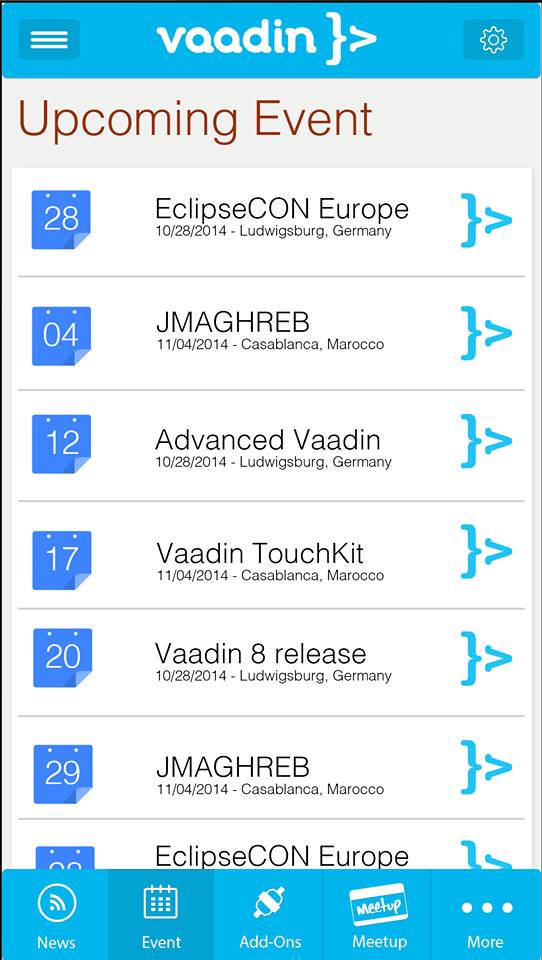 vaadin }>
Upcoming Event
28
EclipseCON Europe
10/28/2014 - Ludwigsburg, Germany
04
JMAGHREB
11/04/2014 - Casablanca, Marocco
12
Advanced Vaadin
10/28/2014 - Ludwigsburg, Germany
17
Vaadin TouchKit
11/04/2014 - Casablanca, Marocco
20
Vaadin 8 release
10/28/2014 - Ludwigsburg, Germany
29
JMAGHREB
11/04/2014 - Casablanca, Marocco
EclipseCON Europe
News
Event
Add-Ons
Meetup
Meetup
More